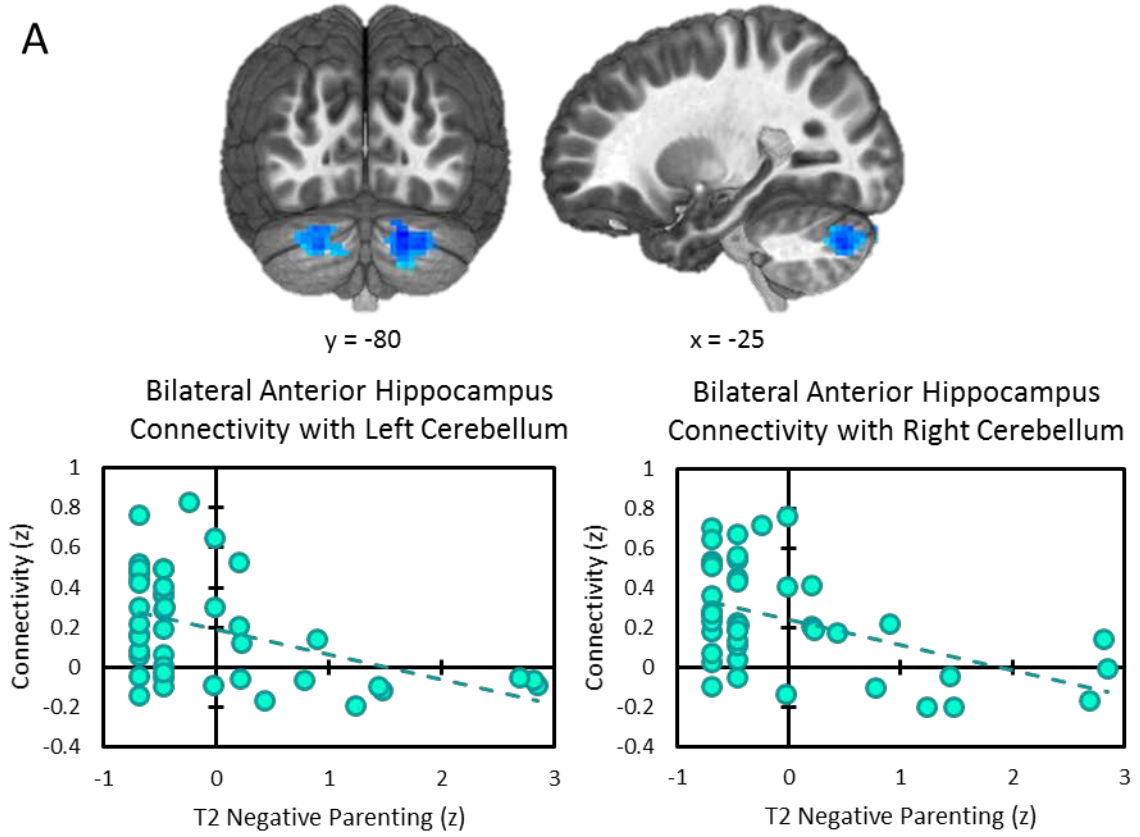 A
y = -80
x = -25
Bilateral Anterior Hippocampus
Connectivity with Left Cerebellum
Connectivity (z)
1
0.8
0.6
0.4
0.2
0
-0.2
-0.4
-1
0
1
2
3
T2 Negative Parenting (z)
Bilateral Anterior Hippocampus
Connectivity with Right Cerebellum
Connectivity (z)
1
0.8
0.6
0.4
0.2
0
-0.2
-0.4
-1
0
1
2
3
T2 Negative Parenting (z)